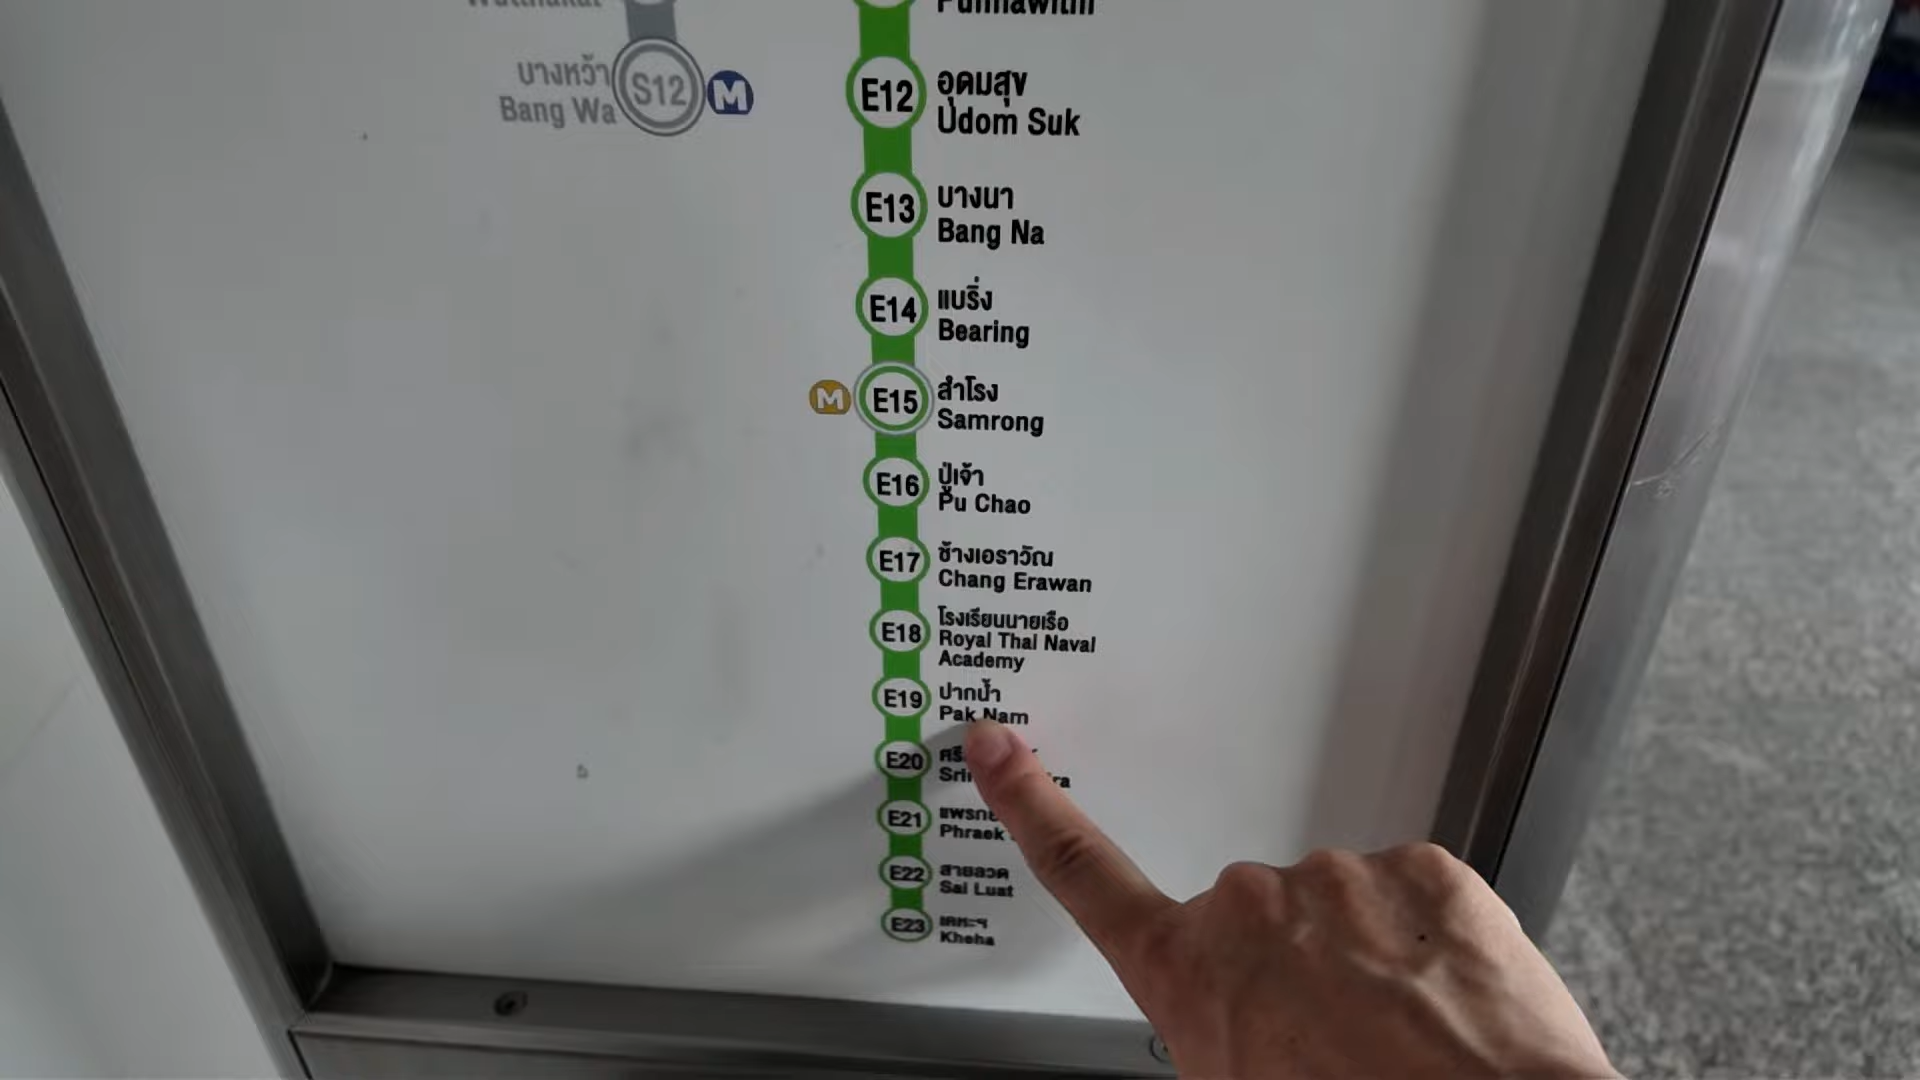 บางหว้า
Bang Wa
S12
M
E12
อุดมสุข
Udom Suk
E13
บางนา
Bang Na
E14
แบริ่ง
Bearing
M
E15
สำโรง
Samrong
E16
ปู่เจ้า
Pu Chao
E17
ช้างเอราวัณ
Chang Erawan
E18
โรงเรียนนายเรือ
Royal Thai Naval
Academy
E19
ปากน้ำ
Pak Nam
E20
E21
Phraek
E22
สายลวด
Sai Luat
E23
เคหะฯ
Kheha